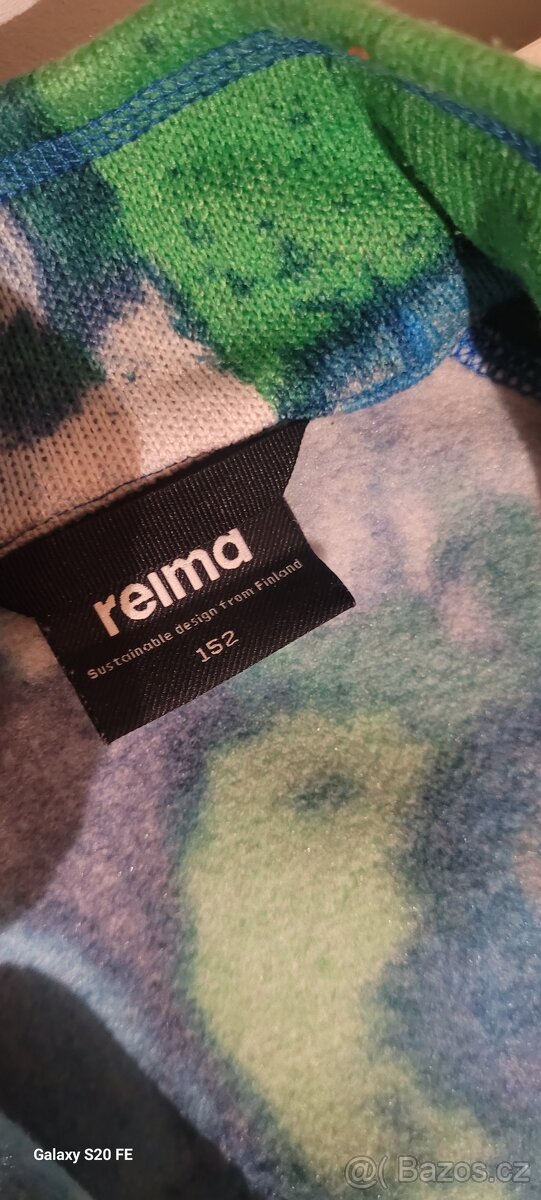 reima
Sustainable design from Finland
152
Galaxy S20 FE
@( Bazos.cz